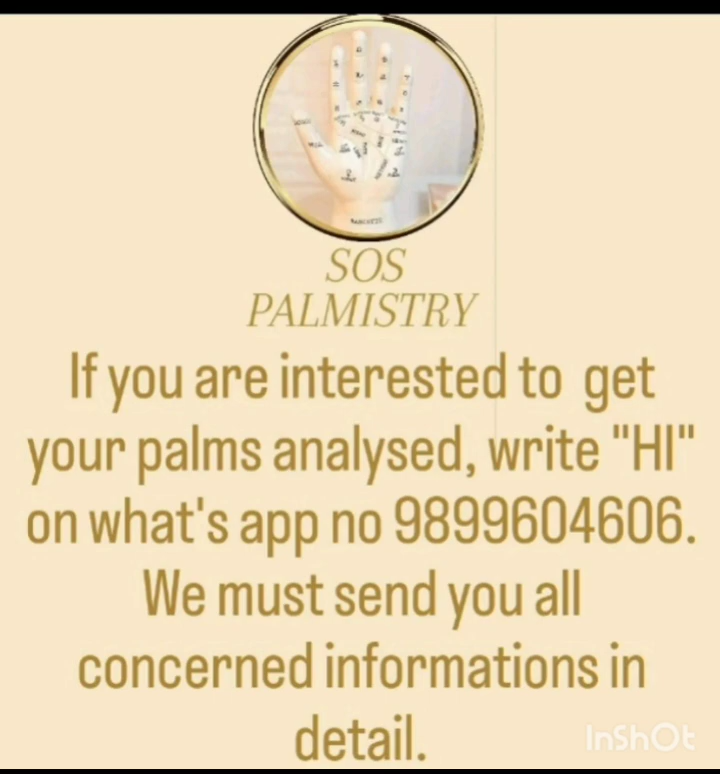 SOS
PALMISTRY
If you are interested to get
your palms analysed, write "HI"
on what's app no 9899604606.
We must send you all
concerned informations in
detail.
InShOt